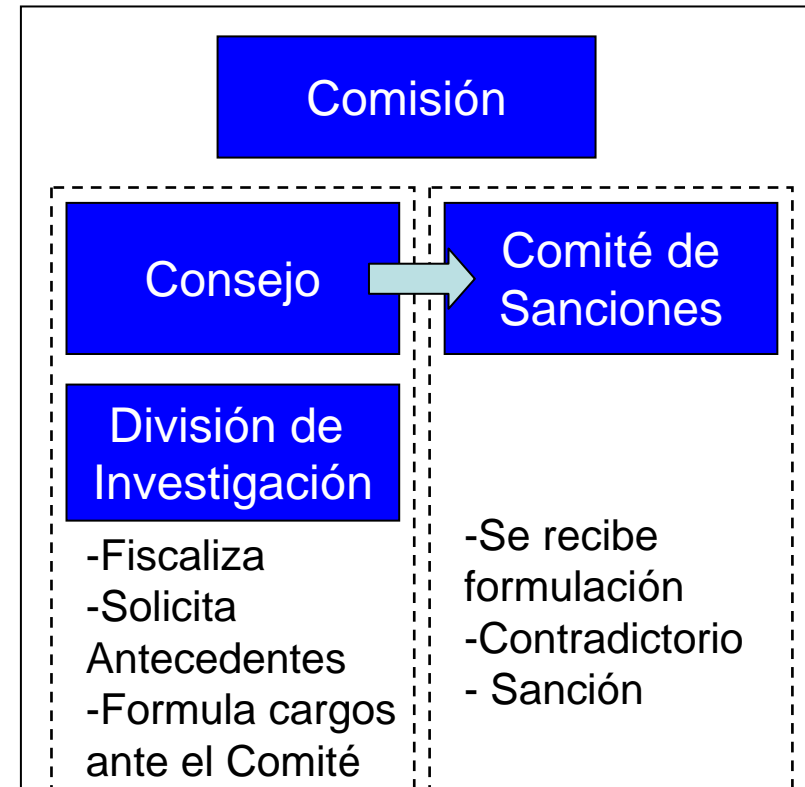 Comisión
Consejo
División de
Investigación
-Fiscaliza
-Solicita
Antecedentes
-Formula cargos
ante el Comité
Comité de
Sanciones
-Se recibe
formulación
-Contradictorio
- Sanción